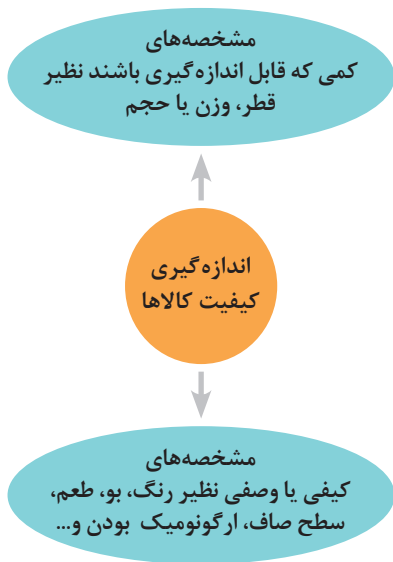 مشخصه‌های
کمی که قابل اندازه‌گیری باشند نظیر
قطر، وزن یا حجم
اندازه‌گیری
کیفیت کالاها
مشخصه‌های
کیفی یا وصفی نظیر رنگ، بو، طعم،
سطح صاف، ارگونومیک بودن و...